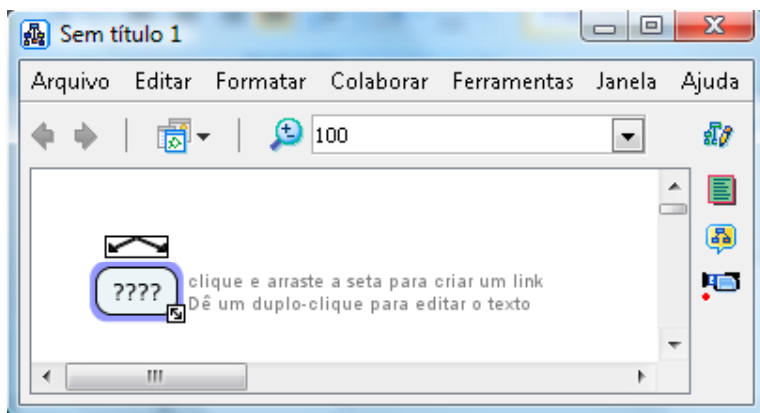 Sem título 1
Arquivo Editar Formatar Colaborar Ferramentas Janela Ajuda
100
????
clique e arraste a seta para criar um link
Dê um duplo-clique para editar o texto